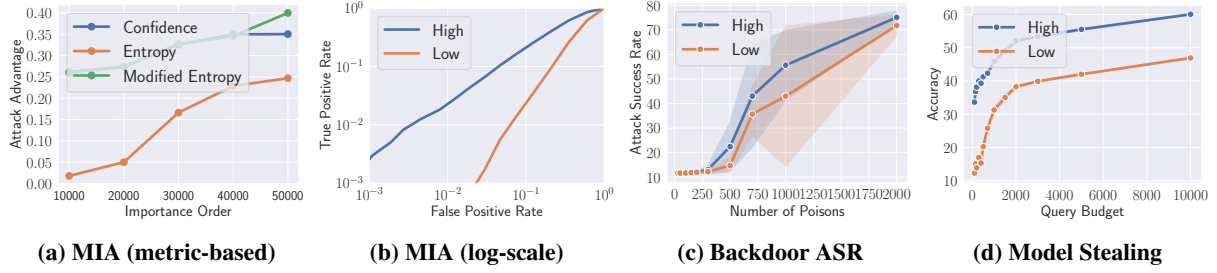 0.40
0.35
0.30
0.25
0.20
0.15
0.10
0.05
0.00
Attack Advantage
Confidence
Entropy
Modified Entropy
10000 20000 30000 40000 50000
Importance Order
(a) MIA (metric-based)
10⁰
10⁻¹
10⁻²
10⁻³
True Positive Rate
High
Low
10⁻³ 10⁻² 10⁻¹ 10⁰
False Positive Rate
(b) MIA (log-scale)
80
70
60
50
40
30
20
10
Attack Success Rate
High
Low
0 250 500 750 1000 1250 1500 1750 2000
Number of Poisons
(c) Backdoor ASR
60
50
40
30
20
10
Accuracy
High
Low
0 2000 4000 6000 8000 10000
Query Budget
(d) Model Stealing